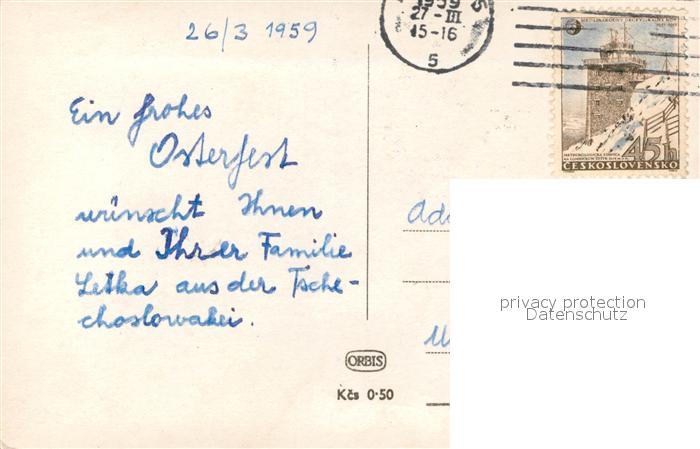 26/3 1959
1959
27.-III
15-16
5
Ein frohes
Osterfest
wünscht Ihnen
und Ihrer Familie
Letka aus der Tsche-
choslowakei.
ORBIS
Kčs 0·50
45h
ČESKOSLOVENSKO
privacy protection
Datenschutz